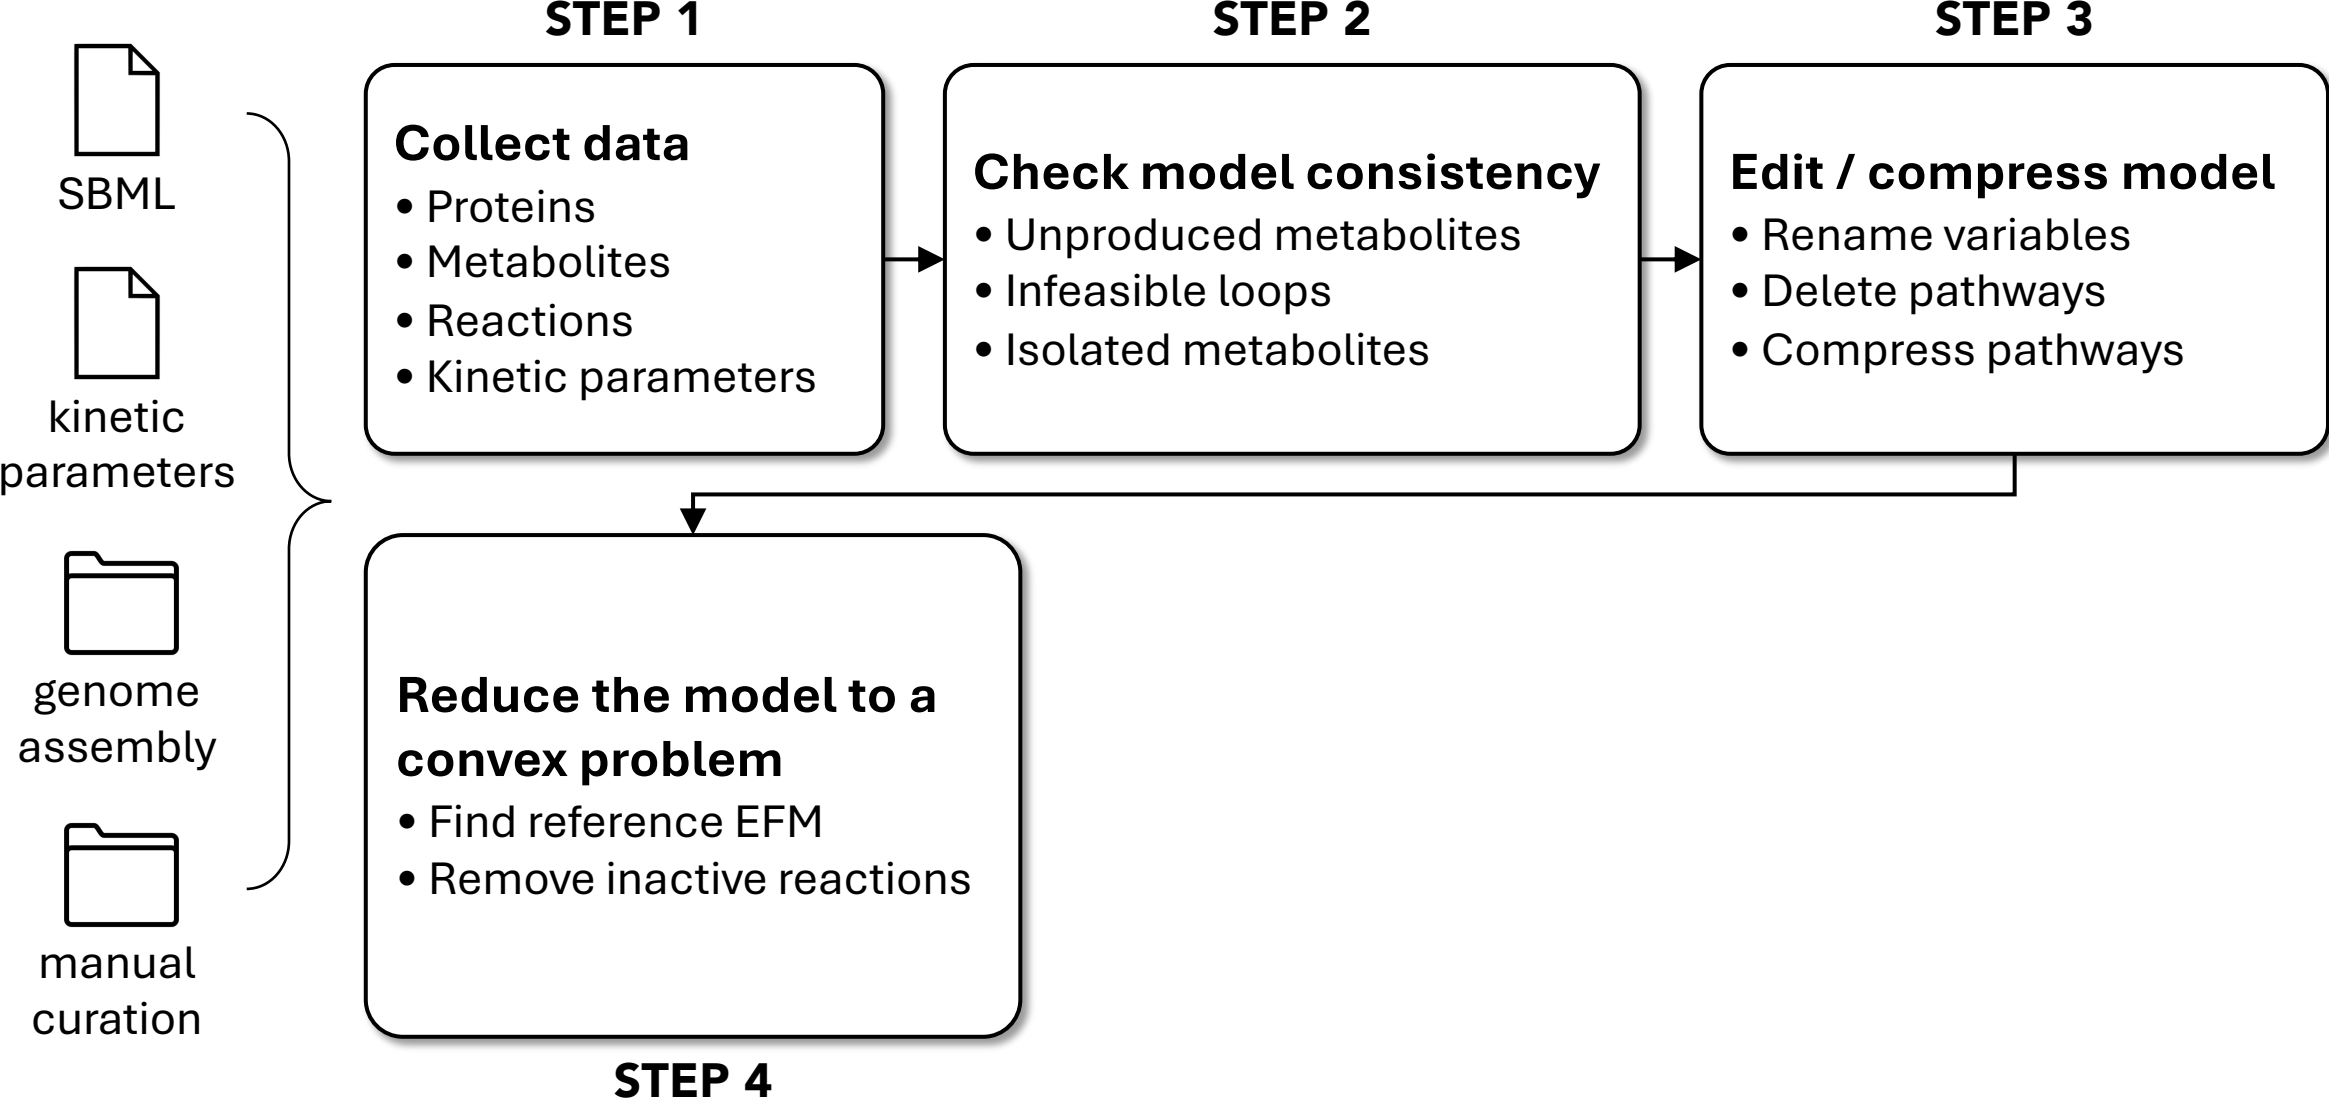 SBML
kinetic
parameters
genome
assembly
manual
curation
STEP 1
Collect data
• Proteins
• Metabolites
• Reactions
• Kinetic parameters
STEP 2
Check model consistency
• Unproduced metabolites
• Infeasible loops
• Isolated metabolites
STEP 3
Edit / compress model
• Rename variables
• Delete pathways
• Compress pathways
Reduce the model to a
convex problem
• Find reference EFM
• Remove inactive reactions
STEP 4